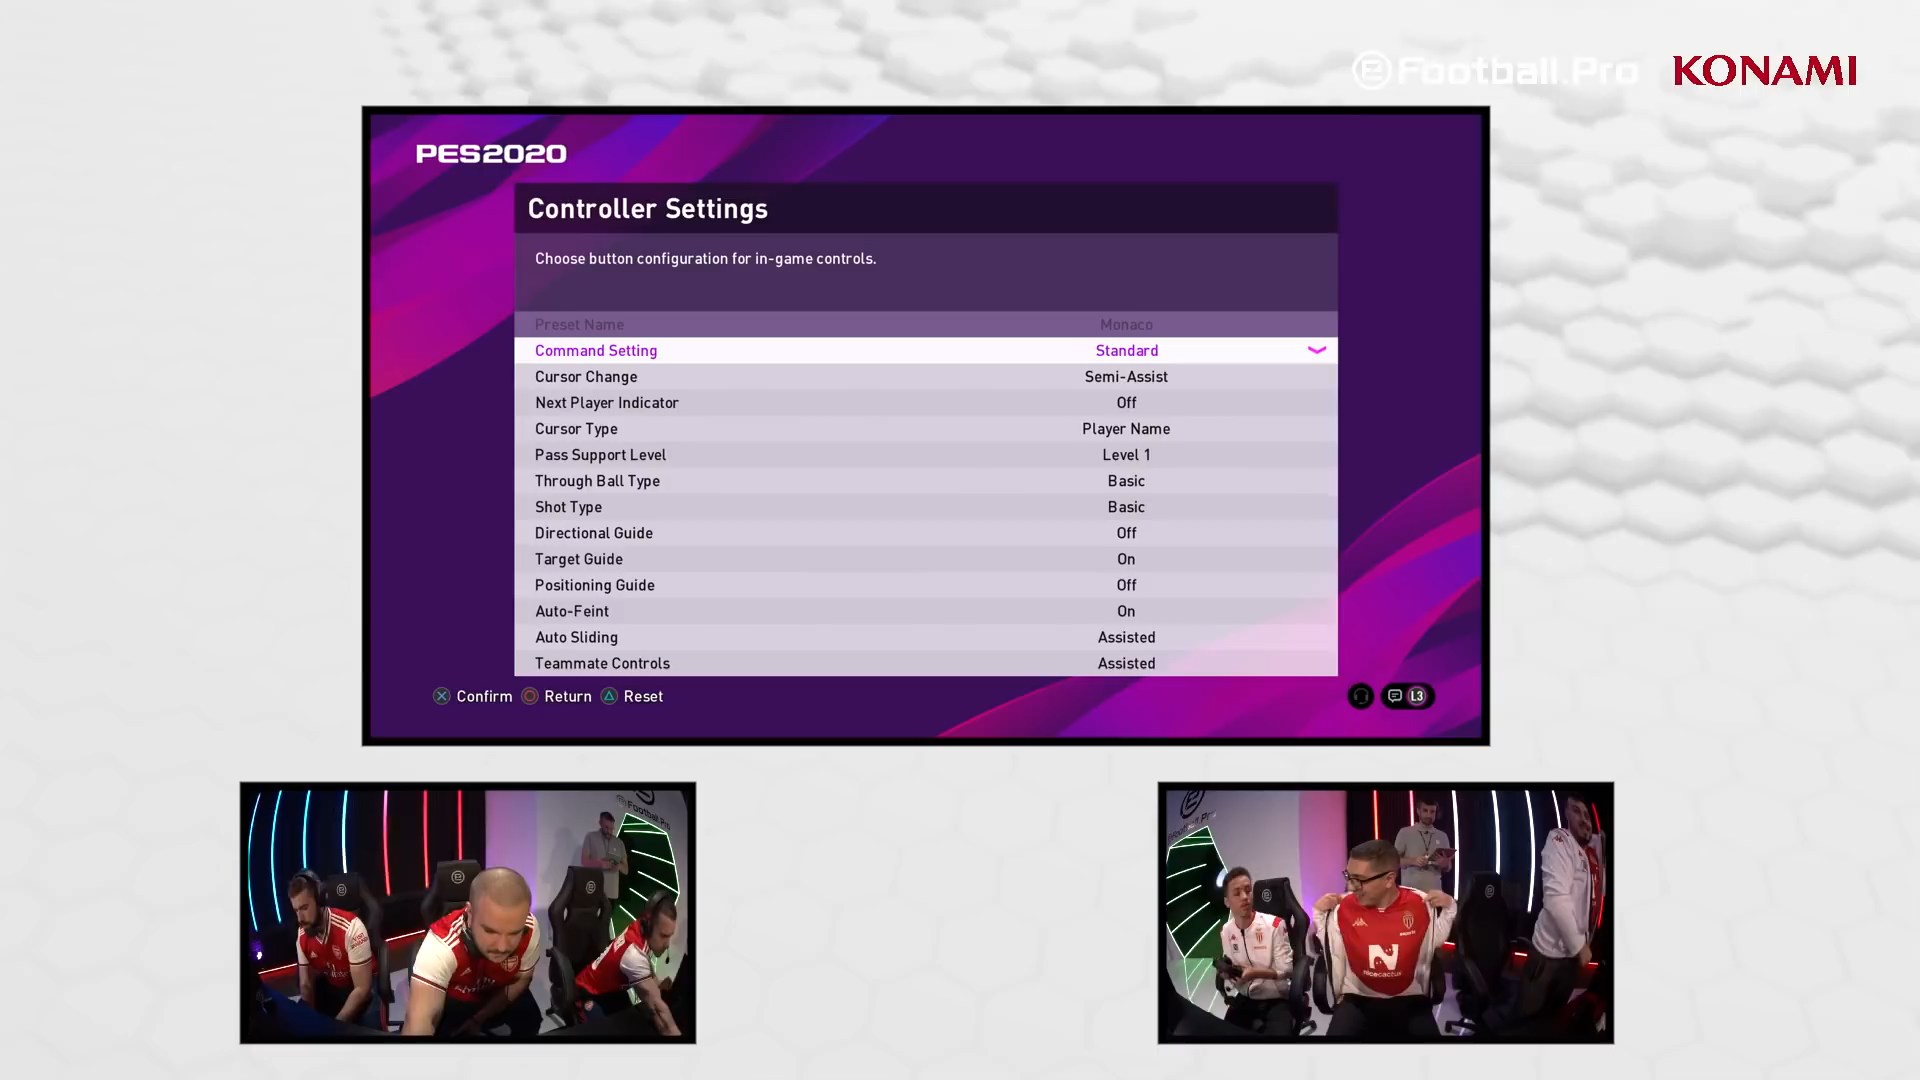 eFootball.Pro KONAMI
PES2020
Controller Settings
Choose button configuration for in-game controls.
Preset Name Monaco
Command Setting Standard
Cursor Change Semi-Assist
Next Player Indicator Off
Cursor Type Player Name
Pass Support Level Level 1
Through Ball Type Basic
Shot Type Basic
Directional Guide Off
Target Guide On
Positioning Guide Off
Auto-Feint On
Auto Sliding Assisted
Teammate Controls Assisted
Confirm Return Reset
L3
N
nicecactus